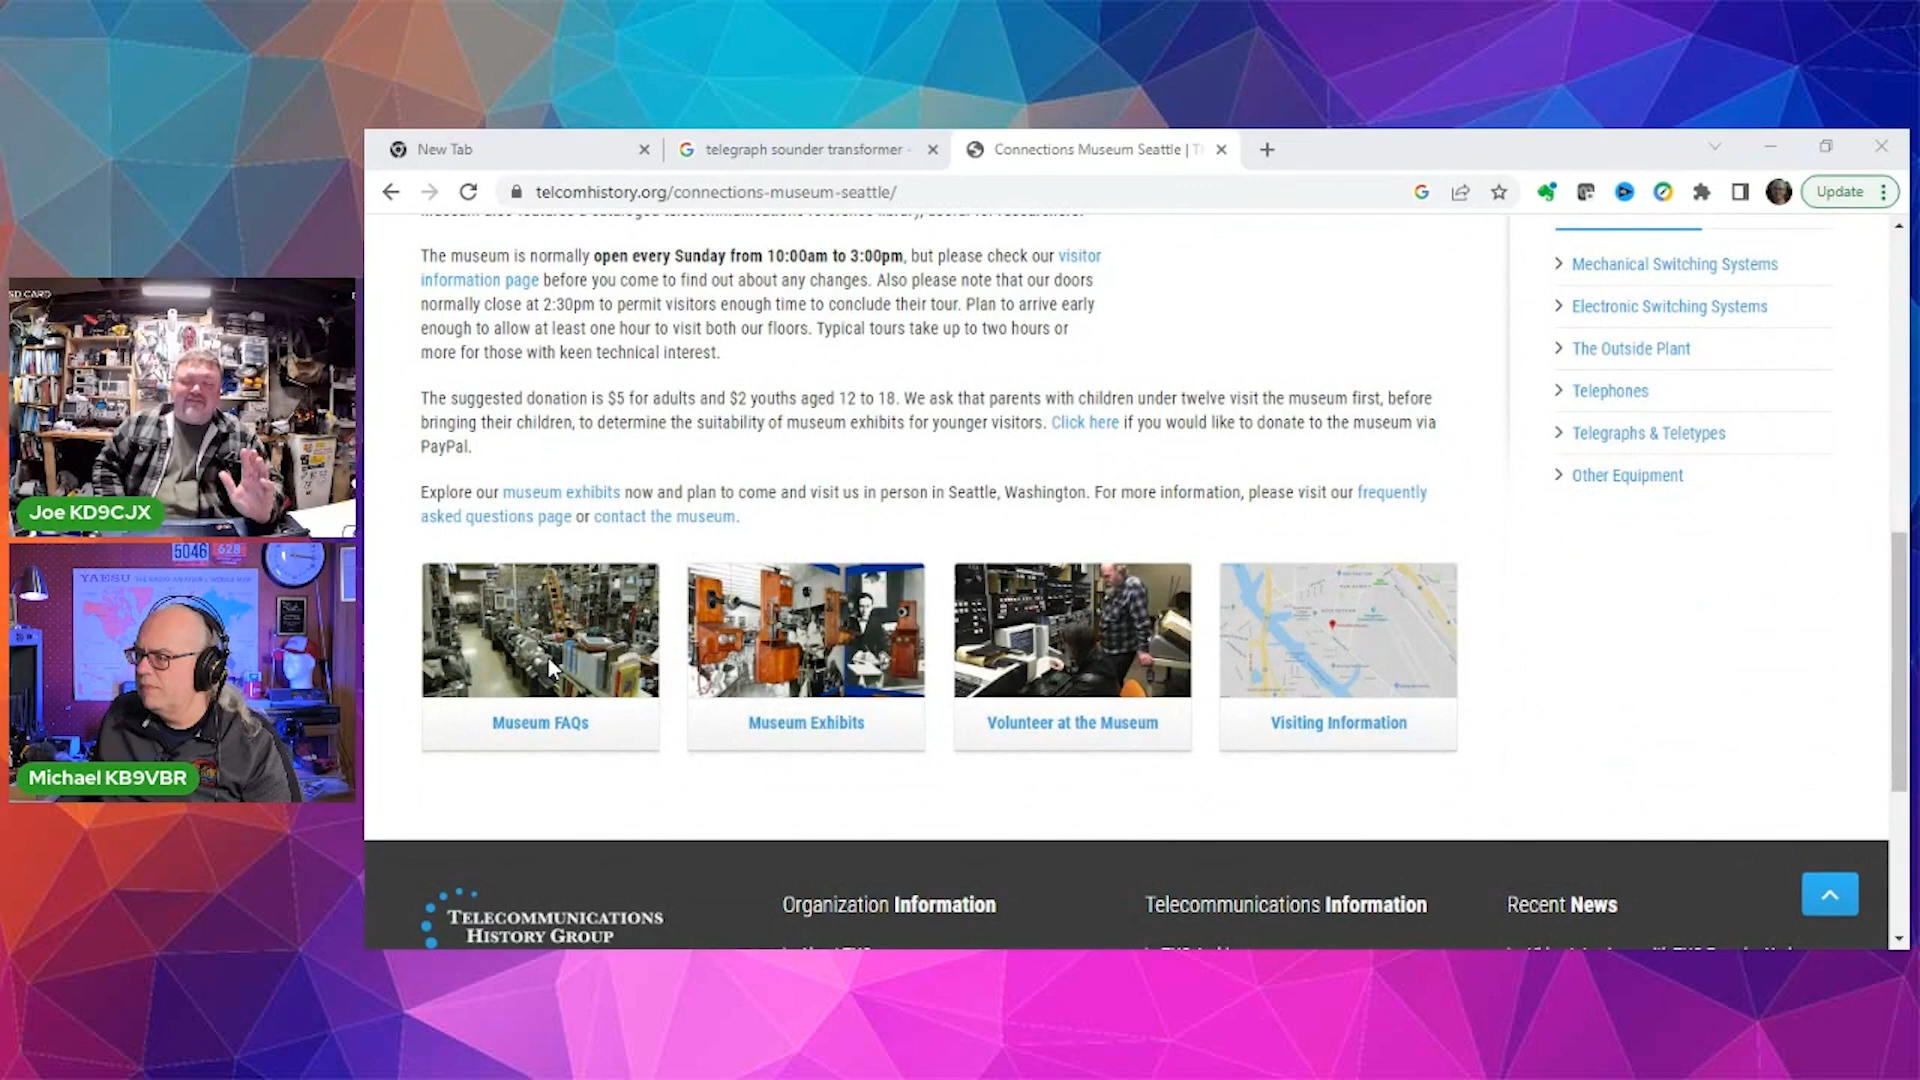 New Tab
telegraph sounder transformer -
Connections Museum Seattle | T
telcomhistory.org/connections-museum-seattle/
Update
The museum is normally open every Sunday from 10:00am to 3:00pm, but please check our visitor
information page before you come to find out about any changes. Also please note that our doors
normally close at 2:30pm to permit visitors enough time to conclude their tour. Plan to arrive early
enough to allow at least one hour to visit both our floors. Typical tours take up to two hours or
more for those with keen technical interest.
The suggested donation is $5 for adults and $2 youths aged 12 to 18. We ask that parents with children under twelve visit the museum first, before
bringing their children, to determine the suitability of museum exhibits for younger visitors. Click here if you would like to donate to the museum via
PayPal.
Explore our museum exhibits now and plan to come and visit us in person in Seattle, Washington. For more information, please visit our frequently
asked questions page or contact the museum.
Museum FAQs
Museum Exhibits
Volunteer at the Museum
Visiting Information
Mechanical Switching Systems
Electronic Switching Systems
The Outside Plant
Telephones
Telegraphs & Teletypes
Other Equipment
TELECOMMUNICATIONS
HISTORY GROUP
Organization Information
Telecommunications Information
Recent News
SD CARD
Joe KD9CJX
5046
628
YAESU
Michael KB9VBR